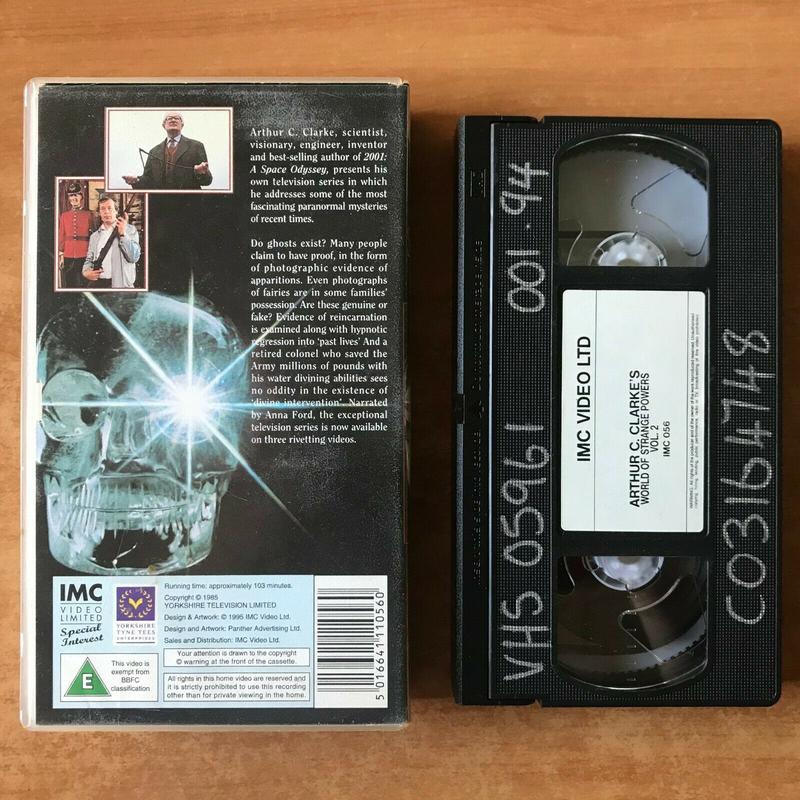 Arthur C. Clarke, scientist,
visionary, engineer, inventor
and best-selling author of 2001:
A Space Odyssey, presents his
own television series in which
he addresses some of the most
fascinating paranormal mysteries
of recent times.
Do ghosts exist? Many people
claim to have proof, in the form
of photographic evidence of
apparitions. Even photographs
of fairies are in some families'
possession. Are these genuine or
fake? Evidence of reincarnation
is examined along with hypnotic
regression into 'past lives' And a
retired colonel who saved the
Army millions of pounds with
his water divining abilities sees
no oddity in the existence of
'divine intervention'. Narrated
by Anna Ford, the exceptional
television series is now available
on three rivetting videos.
IMC
VIDEO
LIMITED
Special
Interest
YORKSHIRE
TYNE TEES
ENTERPRISES
Running time: approximately 103 minutes.
Copyright © 1985
YORKSHIRE TELEVISION LIMITED
Design & Artwork: © 1995 IMC Video Ltd.
Design and Artwork: Panther Advertising Ltd.
Sales and Distribution: IMC Video Ltd.
Your attention is drawn to the copyright
© warning at the front of the cassette.
All rights in this home video are reserved and
it is strictly prohibited to use this recording
other than for private viewing in the home.
E
This video is
exempt from
BBFC
classification
5 016641 110560
VHS 05961 001.94
IMC VIDEO LTD
ARTHUR C. CLARKE'S
WORLD OF STRANGE POWERS
VOL. 2
IMC 056
C03164748